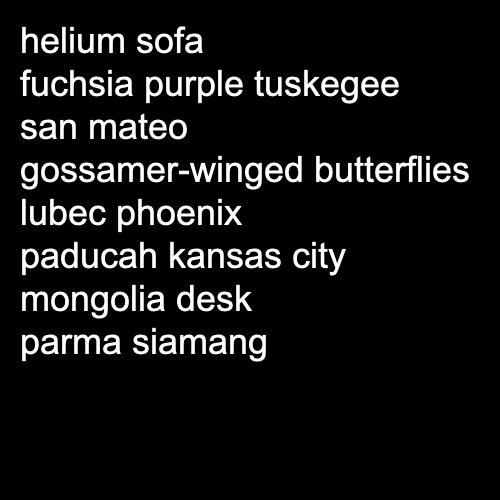 helium sofa
fuchsia purple tuskegee
san mateo
gossamer-winged butterflies
lubec phoenix
paducah kansas city
mongolia desk
parma siamang